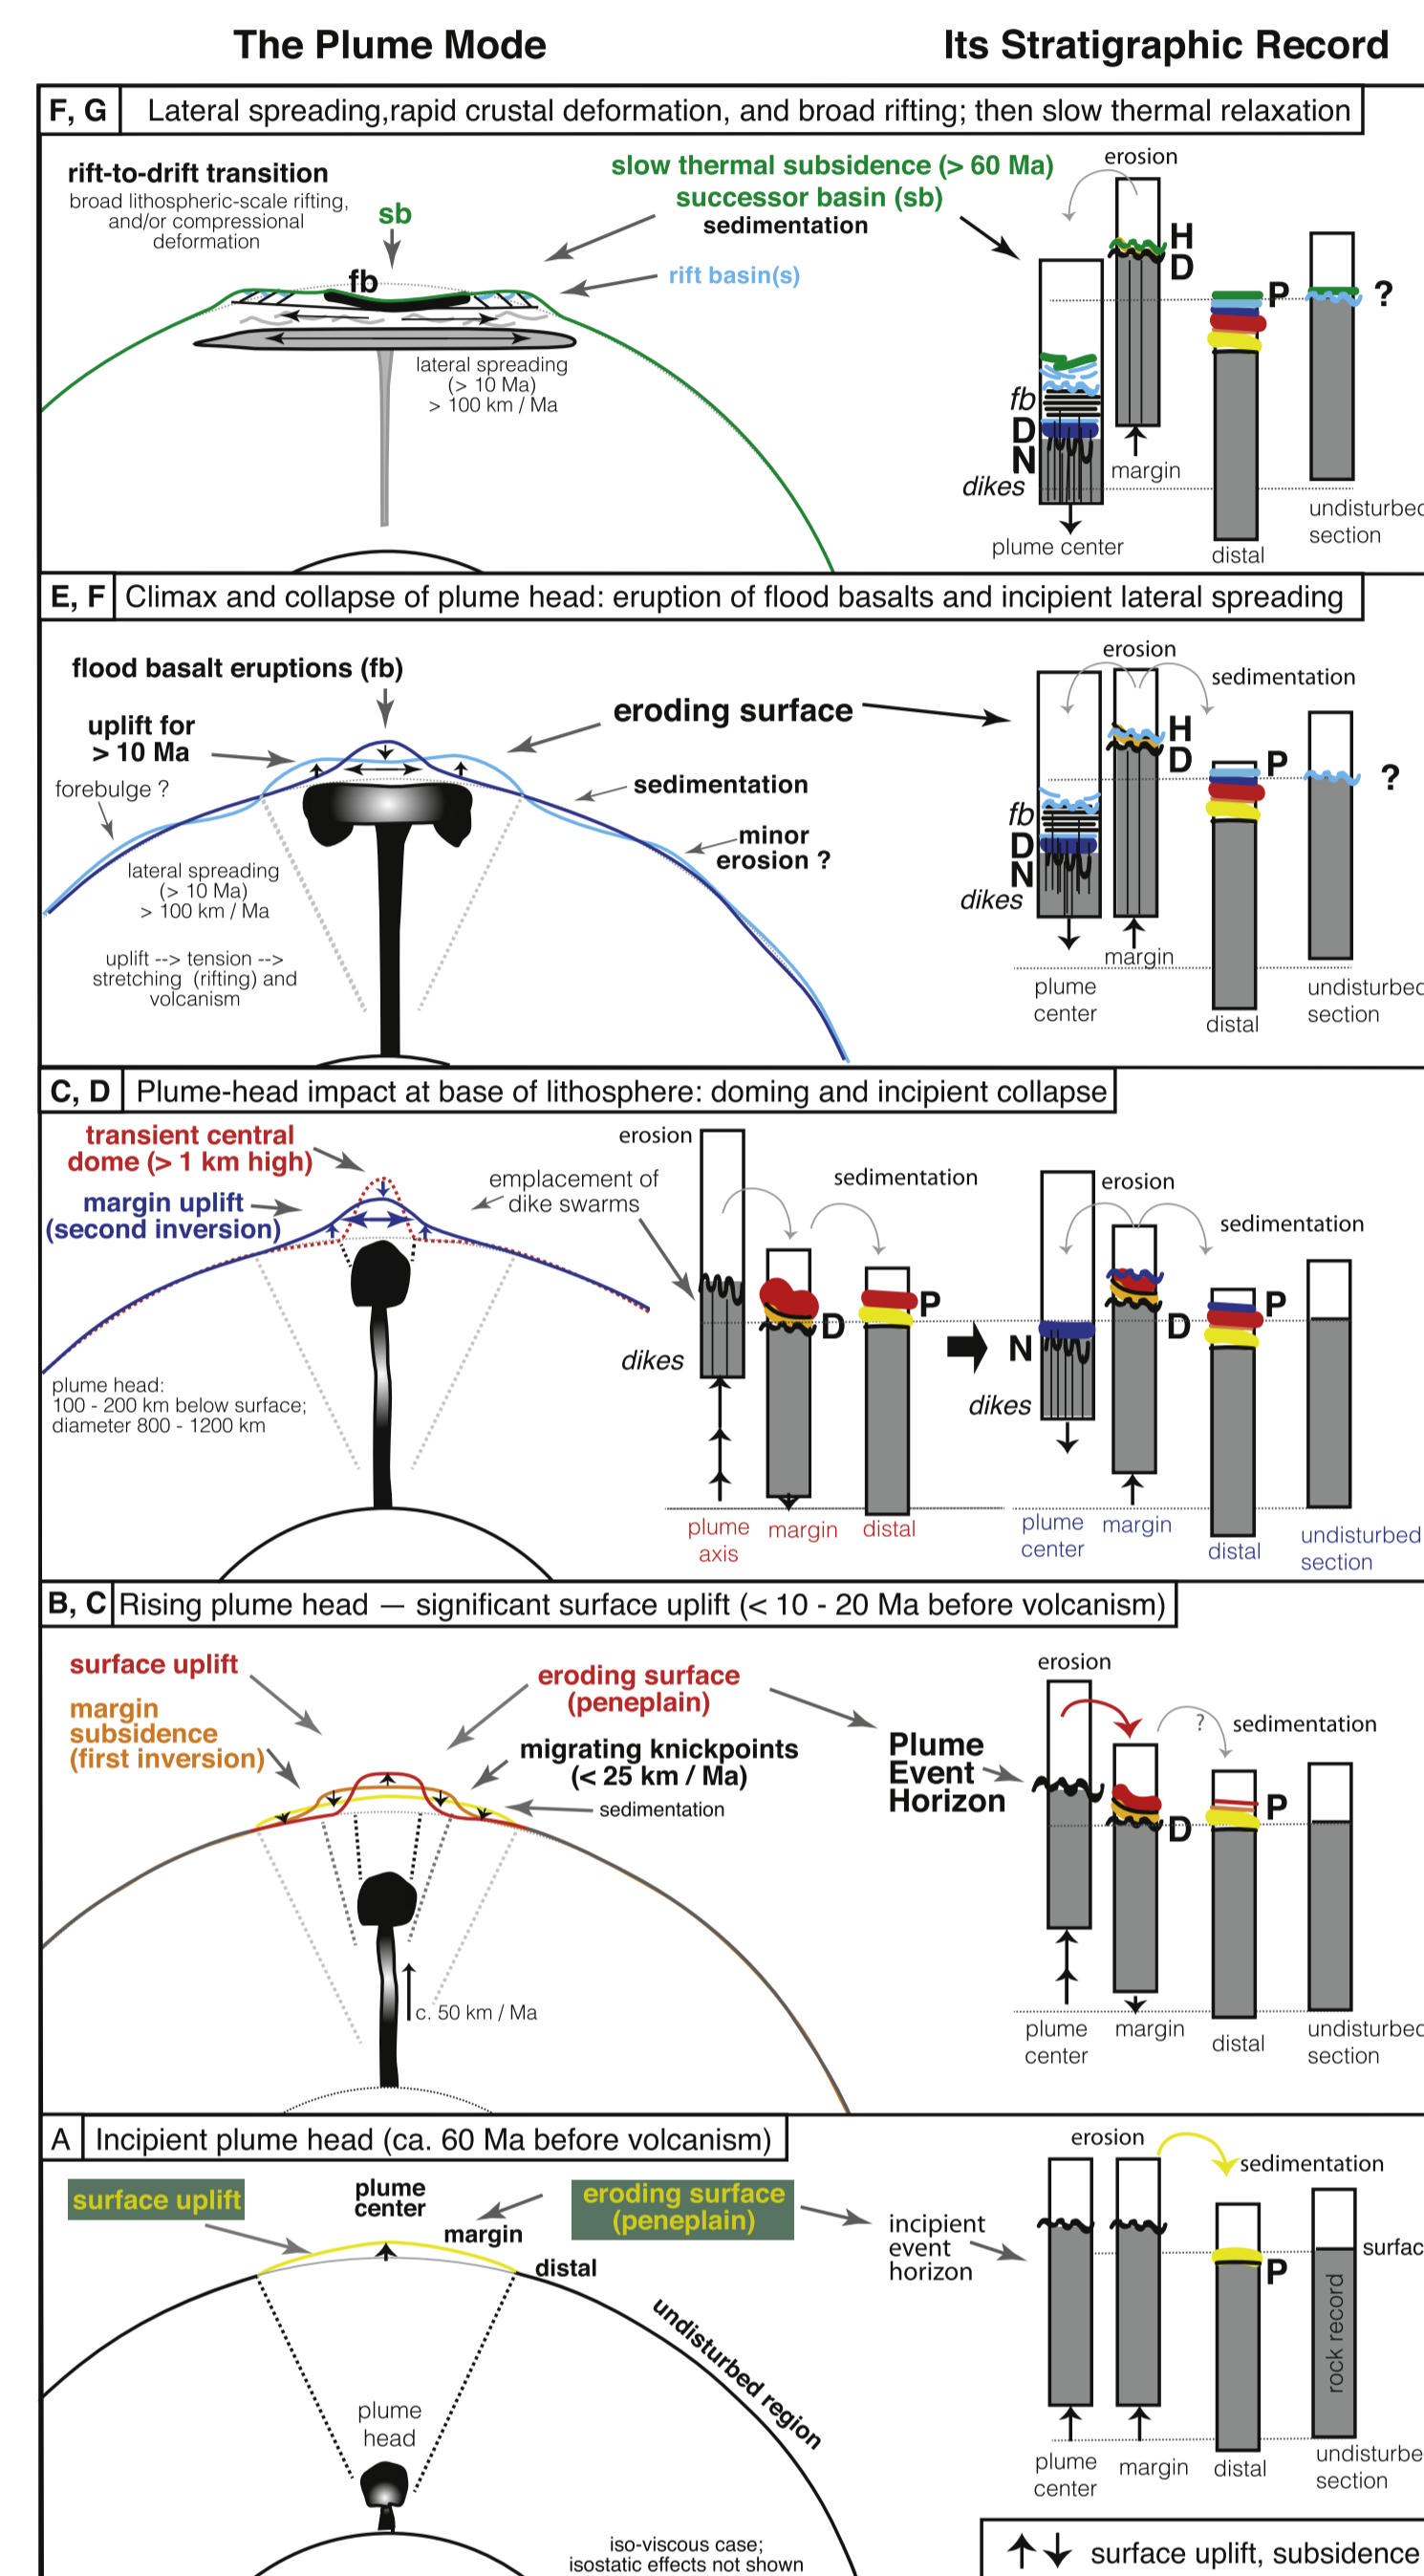 The Plume Mode
Its Stratigraphic Record
F, G
Lateral spreading,rapid crustal deformation, and broad rifting; then slow thermal relaxation
rift-to-drift transition
broad lithospheric-scale rifting,
and/or compressional
deformation
sb
fb
slow thermal subsidence (> 60 Ma)
successor basin (sb)
sedimentation
rift basin(s)
lateral spreading
(> 10 Ma)
> 100 km / Ma
erosion
H
D
P
?
fb
D
N
dikes
margin
plume center
distal
undisturbed
section
E, F
Climax and collapse of plume head: eruption of flood basalts and incipient lateral spreading
flood basalt eruptions (fb)
uplift for
> 10 Ma
forebulge ?
eroding surface
sedimentation
minor
erosion ?
lateral spreading
(> 10 Ma)
> 100 km / Ma
uplift --> tension -->
stretching (rifting) and
volcanism
erosion
sedimentation
H
D
P
?
fb
D
N
dikes
margin
plume
center
distal
undisturbed
section
C, D
Plume-head impact at base of lithosphere: doming and incipient collapse
transient central
dome (> 1 km high)
margin uplift
(second inversion)
emplacement of
dike swarms
plume head:
100 - 200 km below surface;
diameter 800 - 1200 km
erosion
sedimentation
D
P
dikes
plume
axis
margin
distal
erosion
sedimentation
N
D
P
dikes
plume
center
margin
distal
undisturbed
section
B, C
Rising plume head — significant surface uplift (< 10 - 20 Ma before volcanism)
surface uplift
margin
subsidence
(first inversion)
eroding surface
(peneplain)
migrating knickpoints
(< 25 km / Ma)
sedimentation
c. 50 km / Ma
Plume
Event
Horizon
erosion
?
sedimentation
D
P
plume
center
margin
distal
undisturbed
section
A
Incipient plume head (ca. 60 Ma before volcanism)
surface uplift
plume
center
margin
distal
eroding surface
(peneplain)
undisturbed region
plume
head
iso-viscous case;
isostatic effects not shown
incipient
event
horizon
erosion
sedimentation
P
surfac
rock record
plume
center
margin
distal
undisturbe
section
surface uplift, subsidence